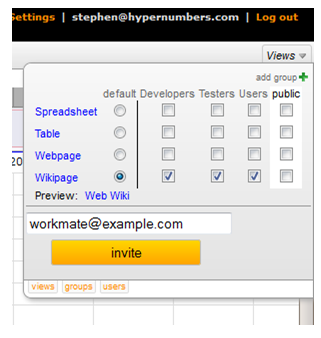 Settings | stephen@hypernumbers.com | Log out
Views
add group
default Developers Testers Users public
Spreadsheet
Table
Webpage
20
Wikipage
Preview: Web Wiki
workmate@example.com
invite
views groups users